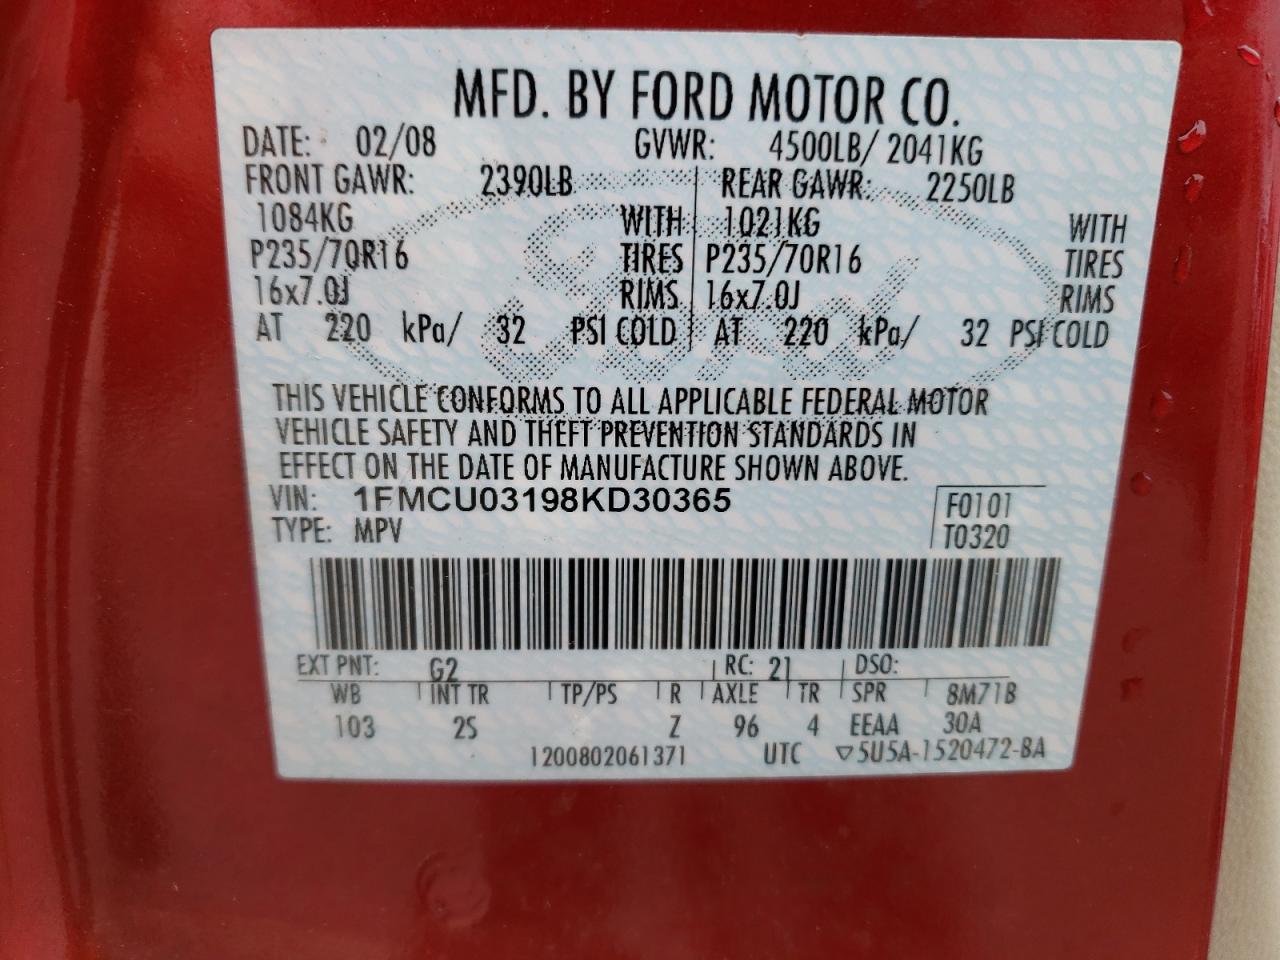 MFD. BY FORD MOTOR CO.
DATE: 02/08 GVWR: 4500LB/ 2041KG
FRONT GAWR: 2390LB REAR GAWR: 2250LB
1084KG WITH 1021KG WITH
P235/70R16 TIRES P235/70R16 TIRES
16x7.0J RIMS 16x7.0J RIMS
AT 220 kPa/ 32 PSI COLD AT 220 kPa/ 32 PSI COLD
Ford
THIS VEHICLE CONFORMS TO ALL APPLICABLE FEDERAL MOTOR
VEHICLE SAFETY AND THEFT PREVENTION STANDARDS IN
EFFECT ON THE DATE OF MANUFACTURE SHOWN ABOVE.
VIN: 1FMCU03198KD30365 F0101
TYPE: MPV T0320
EXT PNT: G2 RC: 21 DSO:
WB INT TR TP/PS R AXLE TR SPR 8M71B
103 2S Z 96 4 EEAA 30A
1200802061371 UTC ▽5U5A-1520472-BA